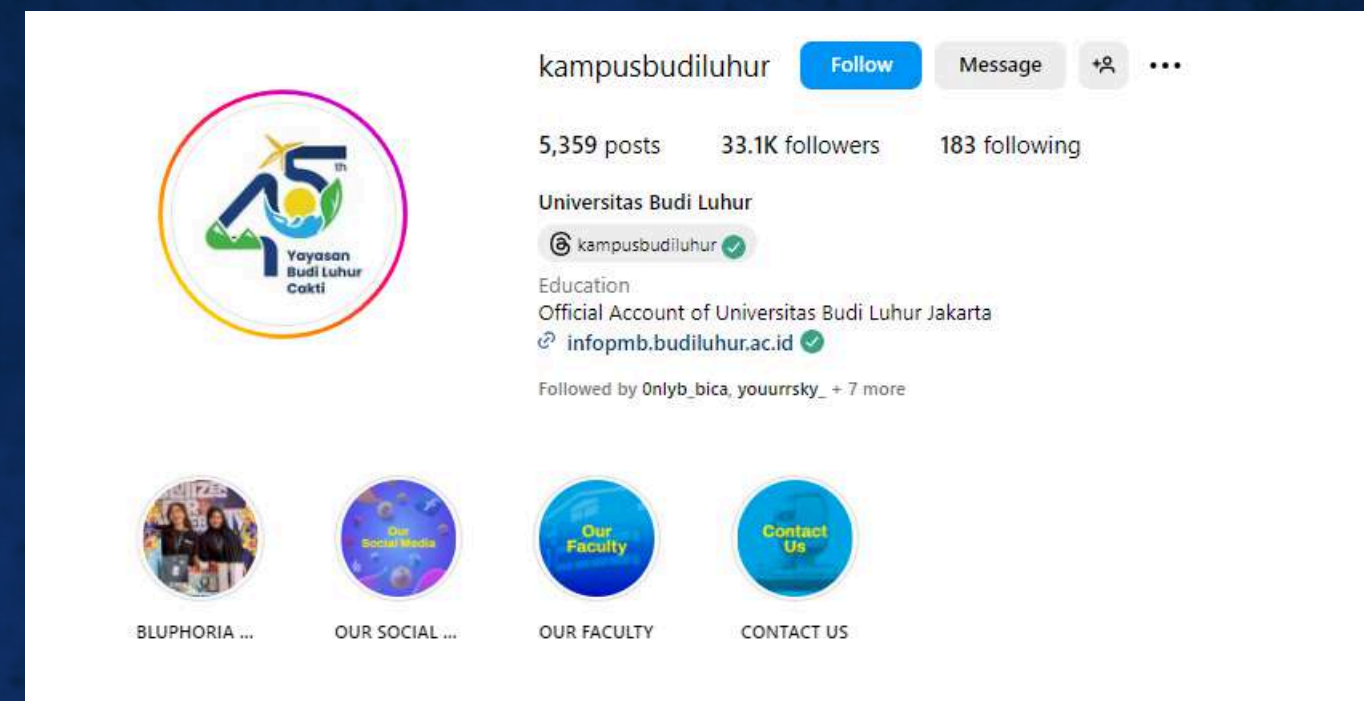 kampusbudiluhur Follow Message
5,359 posts 33.1K followers 183 following
Universitas Budi Luhur
kampusbudiluhur
Education
Official Account of Universitas Budi Luhur Jakarta
infopmb.budiluhur.ac.id
Followed by 0nlyb_bica, youurrsky_ + 7 more
45th
Yayasan
Budi Luhur
Cakti
Our
Social Media
Our
Faculty
Contact
Us
BLUPHORIA ... OUR SOCIAL ... OUR FACULTY CONTACT US